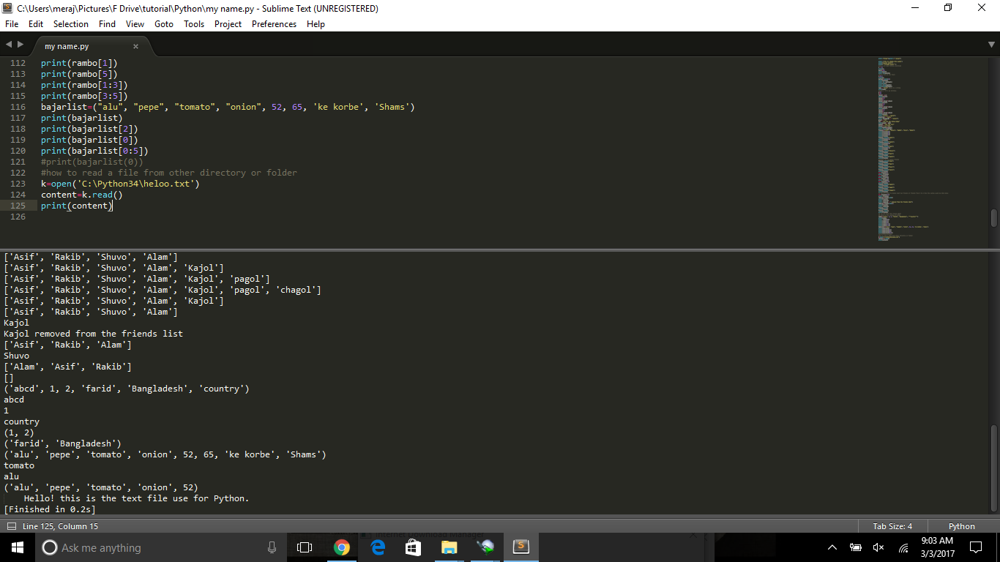 C:\Users\meraj\Pictures\F Drive\tutorial\Python\my name.py - Sublime Text (UNREGISTERED)
File Edit Selection Find View Goto Tools Project Preferences Help
my name.py
112 print(rambo[1])
113 print(rambo[5])
114 print(rambo[1:3])
115 print(rambo[3:5])
116 bajarlist=("alu", "pepe", "tomato", "onion", 52, 65, 'ke korbe', 'Shams')
117 print(bajarlist)
118 print(bajarlist[2])
119 print(bajarlist[0])
120 print(bajarlist[0:5])
121 #print(bajarlist(0))
122 #how to read a file from other directory or folder
123 k=open('C:\Python34\heloo.txt')
124 content=k.read()
125 print(content)
126
['Asif', 'Rakib', 'Shuvo', 'Alam']
['Asif', 'Rakib', 'Shuvo', 'Alam', 'Kajol']
['Asif', 'Rakib', 'Shuvo', 'Alam', 'Kajol', 'pagol']
['Asif', 'Rakib', 'Shuvo', 'Alam', 'Kajol', 'pagol', 'chagol']
['Asif', 'Rakib', 'Shuvo', 'Alam', 'Kajol']
['Asif', 'Rakib', 'Shuvo', 'Alam']
Kajol
Kajol removed from the friends list
['Asif', 'Rakib', 'Alam']
Shuvo
['Alam', 'Asif', 'Rakib']
[]
('abcd', 1, 2, 'farid', 'Bangladesh', 'country')
abcd
1
country
(1, 2)
('farid', 'Bangladesh')
('alu', 'pepe', 'tomato', 'onion', 52, 65, 'ke korbe', 'Shams')
tomato
alu
('alu', 'pepe', 'tomato', 'onion', 52)
Hello! this is the text file use for Python.
[Finished in 0.2s]
Line 125, Column 15 Tab Size: 4 Python
Internet Download Manager
Ask me anything
9:03 AM
3/3/2017